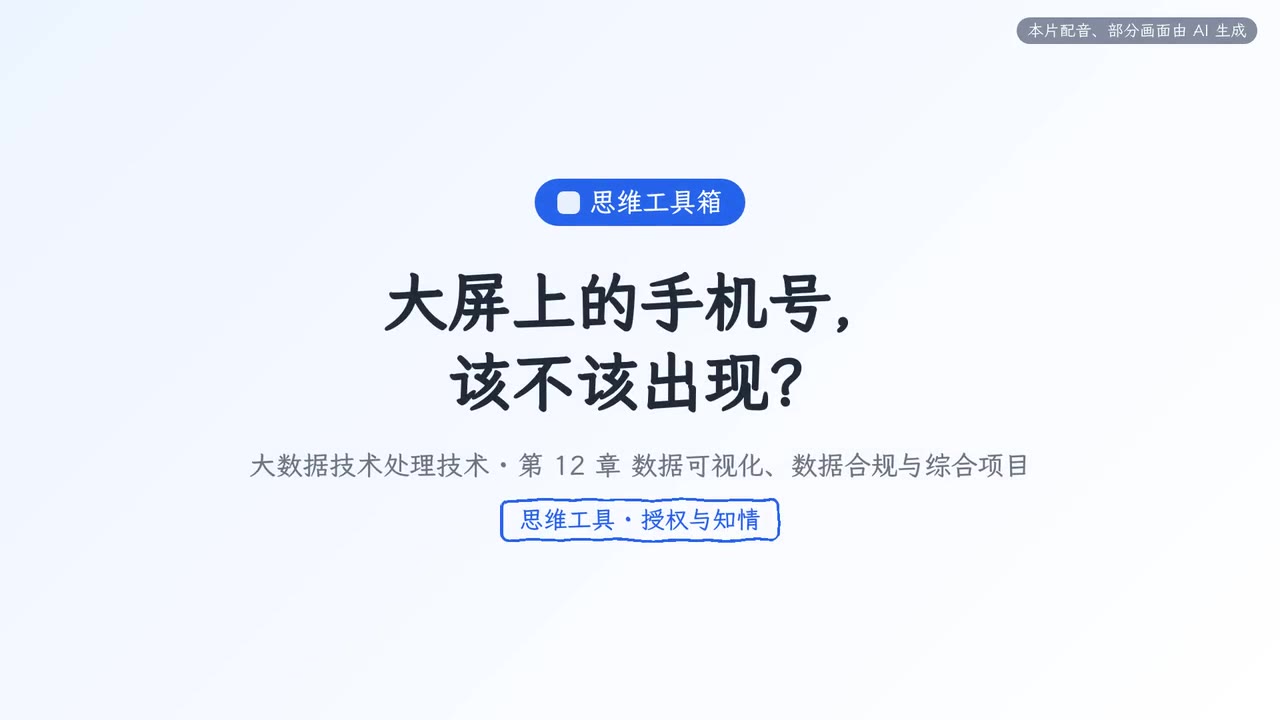 本片配音、部分画面由 AI 生成
思维工具箱
大屏上的手机号，
该不该出现？
大数据技术处理技术·第 12 章 数据可视化、数据合规与综合项目
思维工具·授权与知情